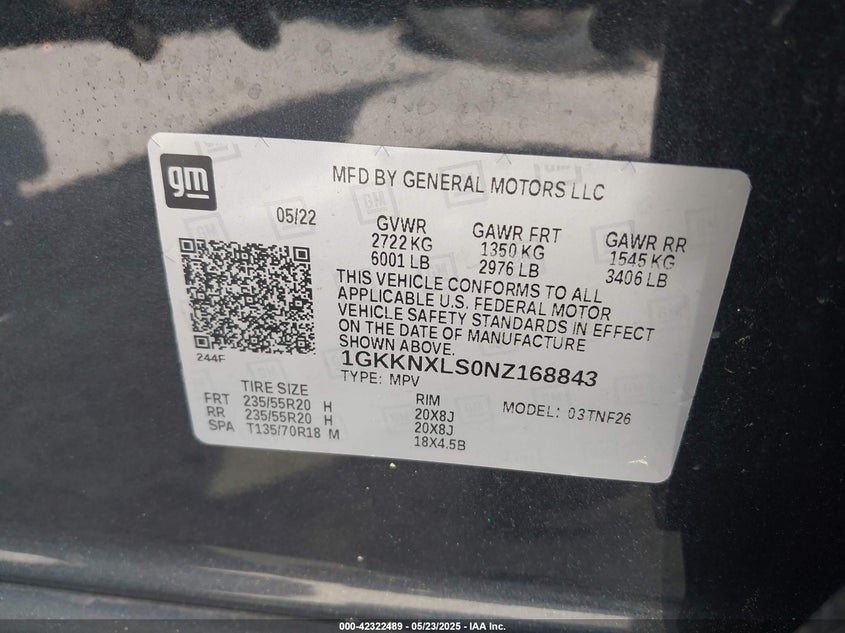 gm
MFD BY GENERAL MOTORS LLC
05/22
GVWR
2722 KG
6001 LB
GAWR FRT
1350 KG
2976 LB
GAWR RR
1545 KG
3406 LB
THIS VEHICLE CONFORMS TO ALL
APPLICABLE U.S. FEDERAL MOTOR
VEHICLE SAFETY STANDARDS IN EFFECT
ON THE DATE OF MANUFACTURE
SHOWN ABOVE.
244F
1GKKNXLS0NZ168843
TYPE: MPV
TIRE SIZE
FRT 235/55R20 H
RR 235/55R20 H
SPA T135/70R18 M
RIM
20X8J
20X8J
18X4.5B
MODEL: 03TNF26
000-42322489 - 05/23/2025 - IAA Inc.